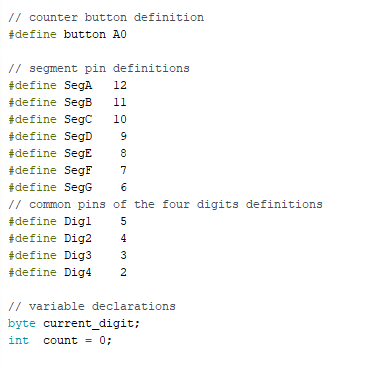 // counter button definition
#define button A0
// segment pin definitions
#define SegA   12
#define SegB   11
#define SegC   10
#define SegD    9
#define SegE    8
#define SegF    7
#define SegG    6
// common pins of the four digits definitions
#define Dig1    5
#define Dig2    4
#define Dig3    3
#define Dig4    2
// variable declarations
byte current_digit;
int  count = 0;